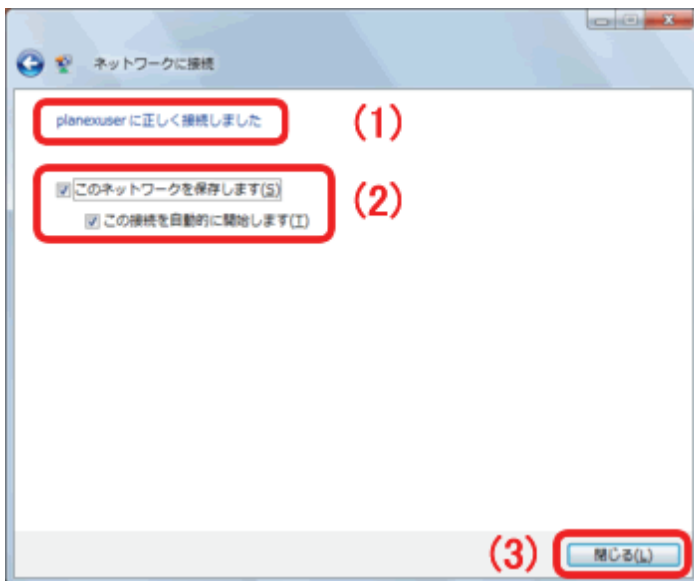 ネットワークに接続
planexuser に正しく接続しました
(1)
このネットワークを保存します(S)
(2)
この接続を自動的に開始します(T)
(3)
閉じる(L)